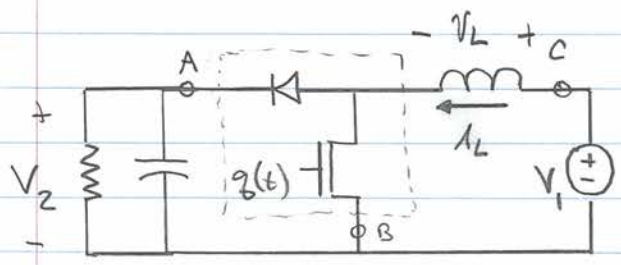 - V_L +
A
C
+
i_L
V_2
q(t)
V_1
+
-
-
B